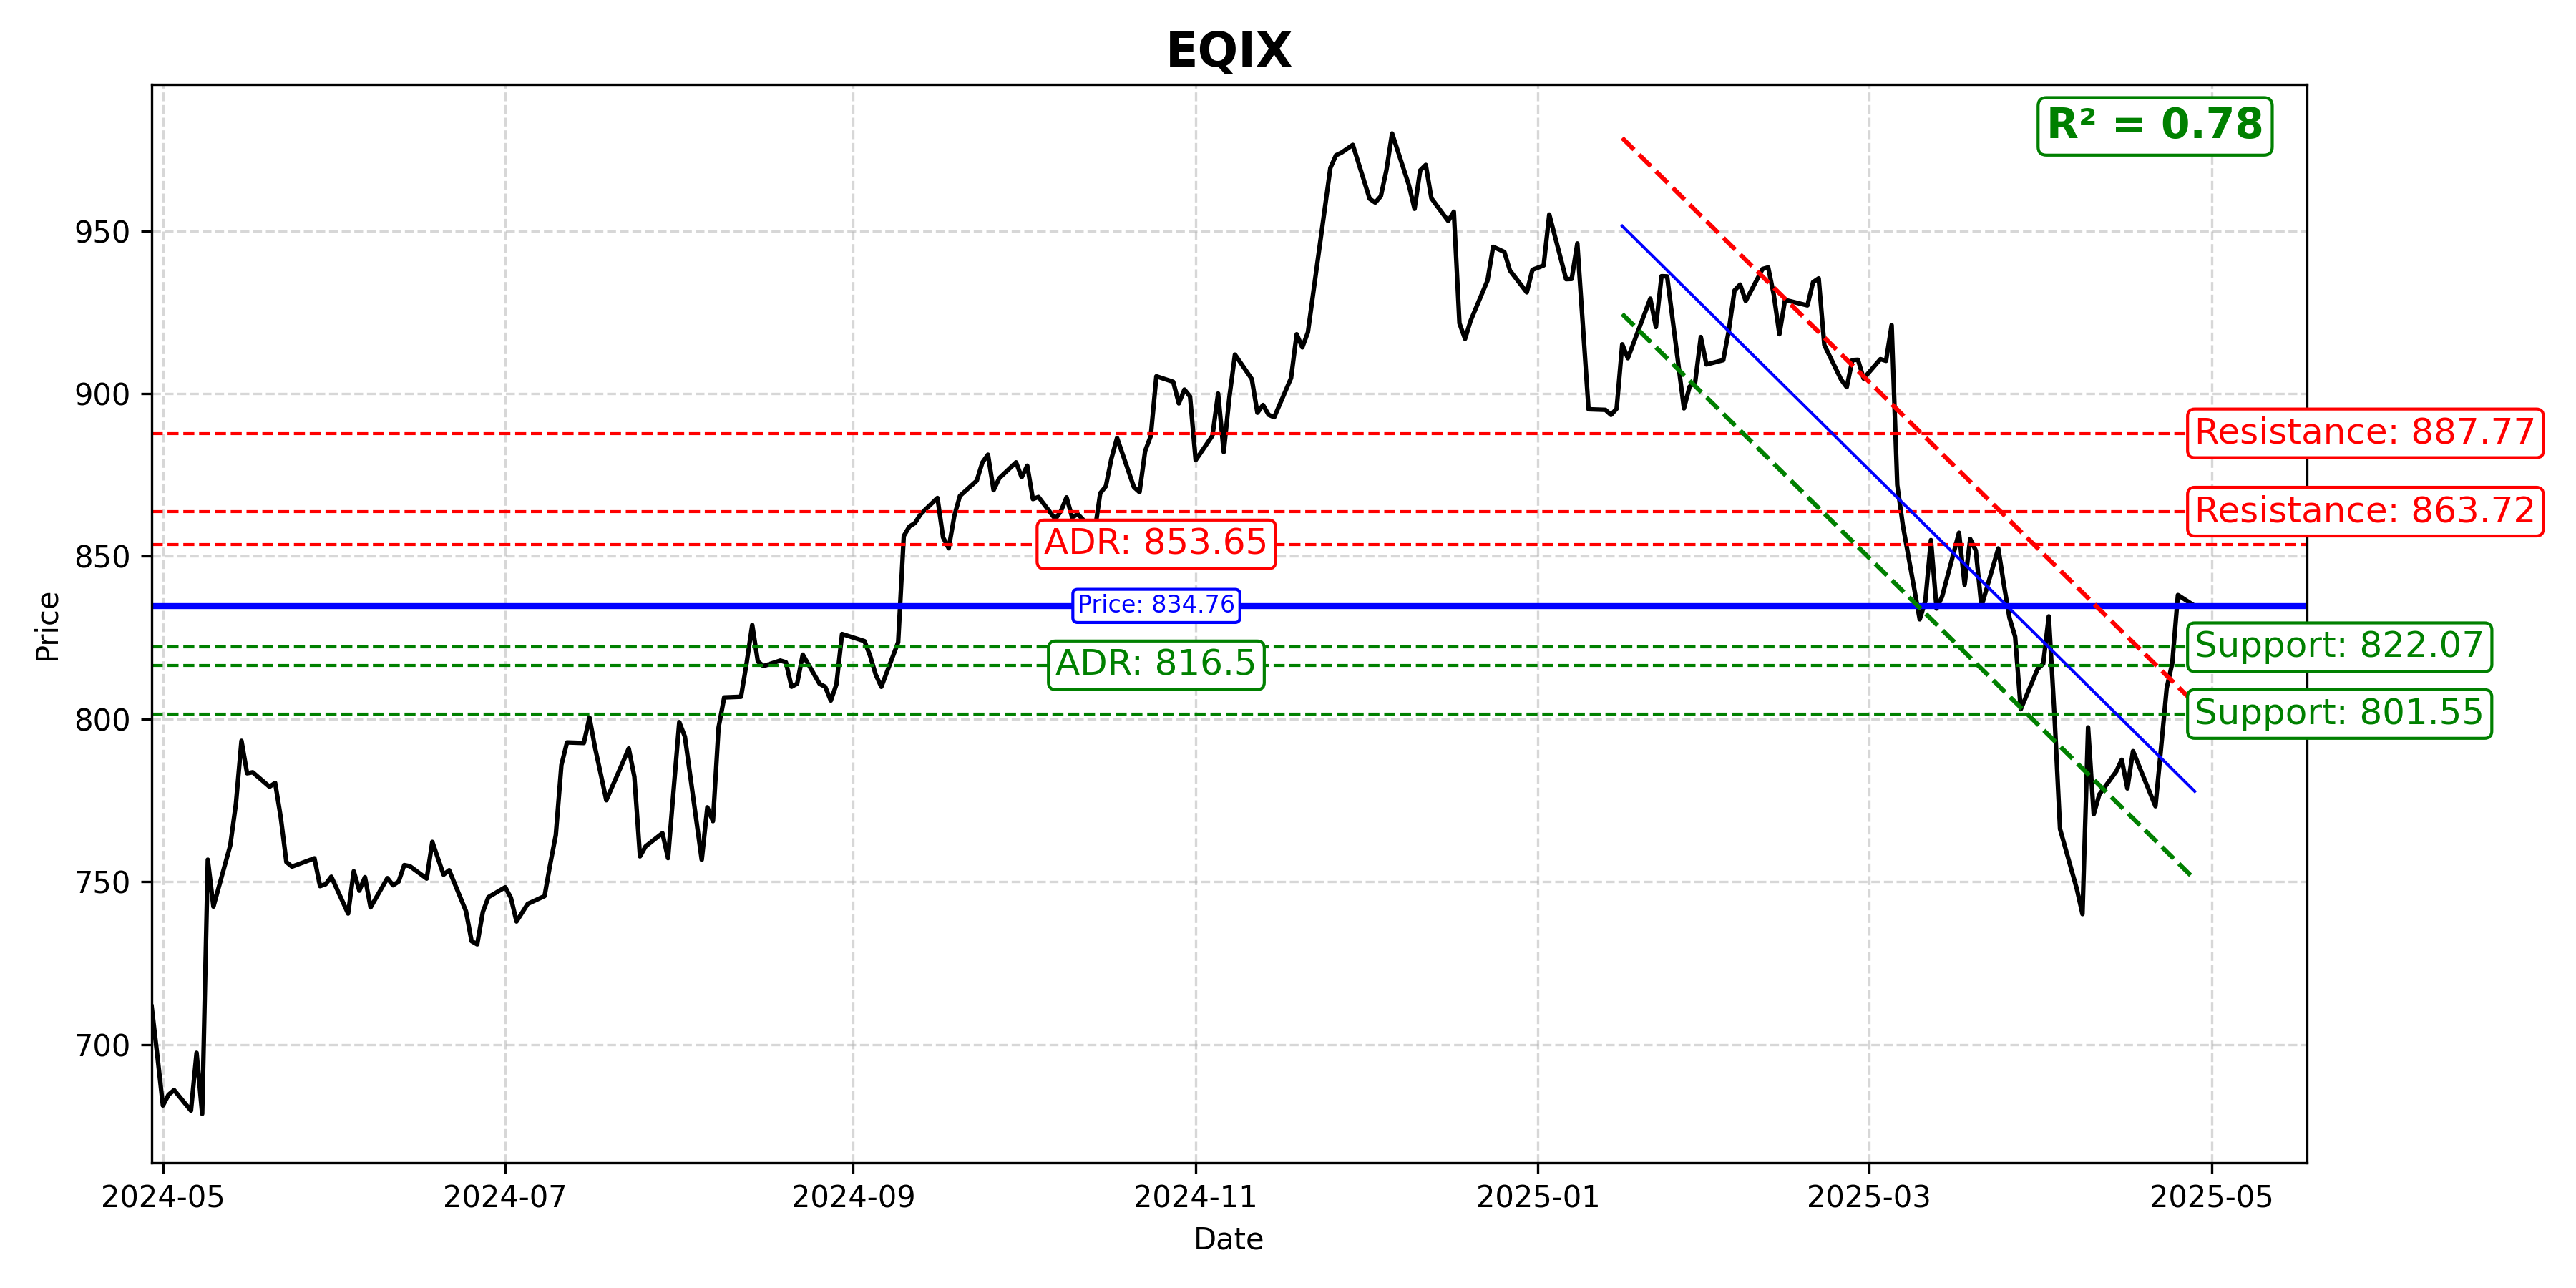 EQIX
R² = 0.78
950
900
850
800
750
700
Price
Resistance: 887.77
Resistance: 863.72
ADR: 853.65
Price: 834.76
Support: 822.07
ADR: 816.5
Support: 801.55
2024-05
2024-07
2024-09
2024-11
2025-01
2025-03
2025-05
Date